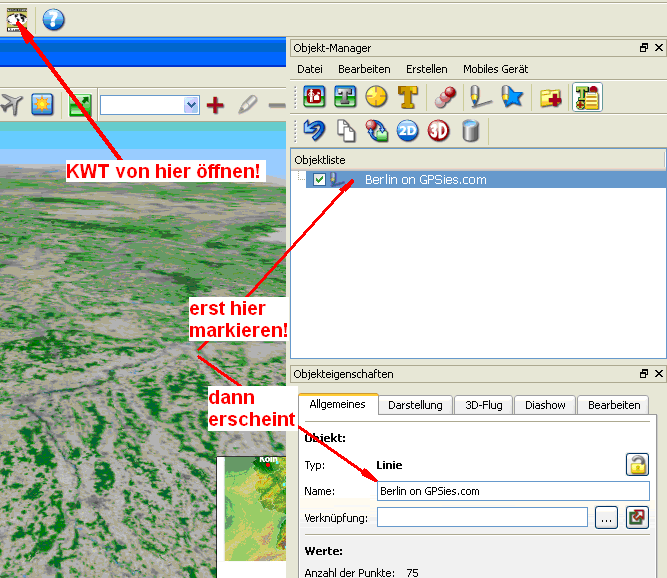 Objekt-Manager
Datei Bearbeiten Erstellen Mobiles Gerät
2D 3D
KWT von hier öffnen!
Objektliste
Berlin on GPSies.com
erst hier
markieren!
Objekteigenschaften
dann
erscheint
Allgemeines Darstellung 3D-Flug Diashow Bearbeiten
Objekt:
Köln
Typ: Linie
Name: Berlin on GPSies.com
Verknüpfung: ...
Werte:
Anzahl der Punkte: 75